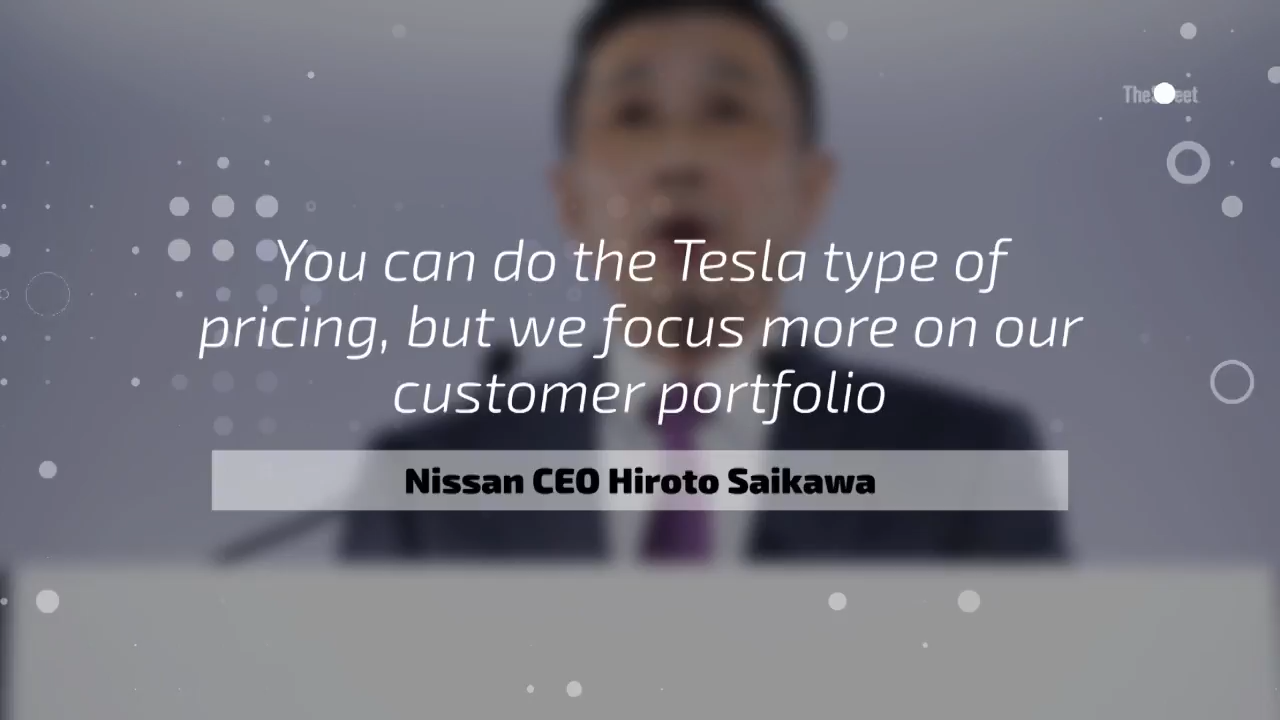 You can do the Tesla type of
pricing, but we focus more on our
customer portfolio
Nissan CEO Hiroto Saikawa